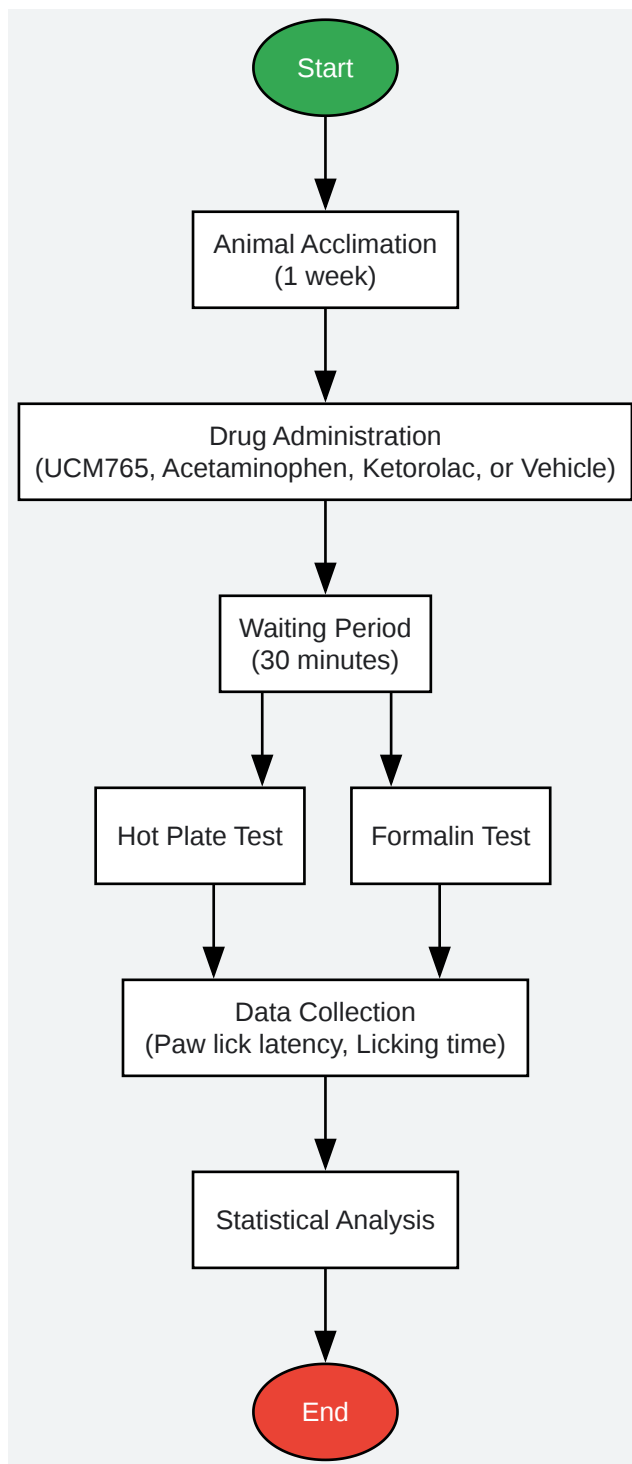 Start
Animal Acclimation
(1 week)
Drug Administration
(UCM765, Acetaminophen, Ketorolac, or Vehicle)
Waiting Period
(30 minutes)
Hot Plate Test
Formalin Test
Data Collection
(Paw lick latency, Licking time)
Statistical Analysis
End